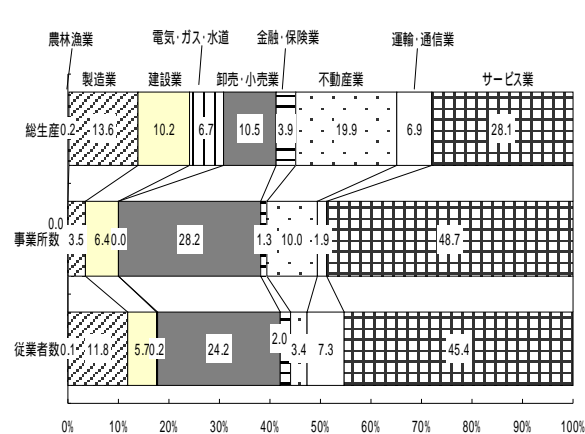 農林漁業 電気・ガス・水道 金融・保険業 運輸・通信業
製造業 建設業 卸売・小売業 不動産業 サービス業
総生産 0.2 13.6 10.2 6.7 10.5 3.9 19.9 6.9 28.1
0.0
事業所数 3.5 6.4 0.0 28.2 1.3 10.0 1.9 48.7
従業者数 0.1 11.8 5.7 0.2 24.2 2.0 3.4 7.3 45.4
0% 10% 20% 30% 40% 50% 60% 70% 80% 90% 100%